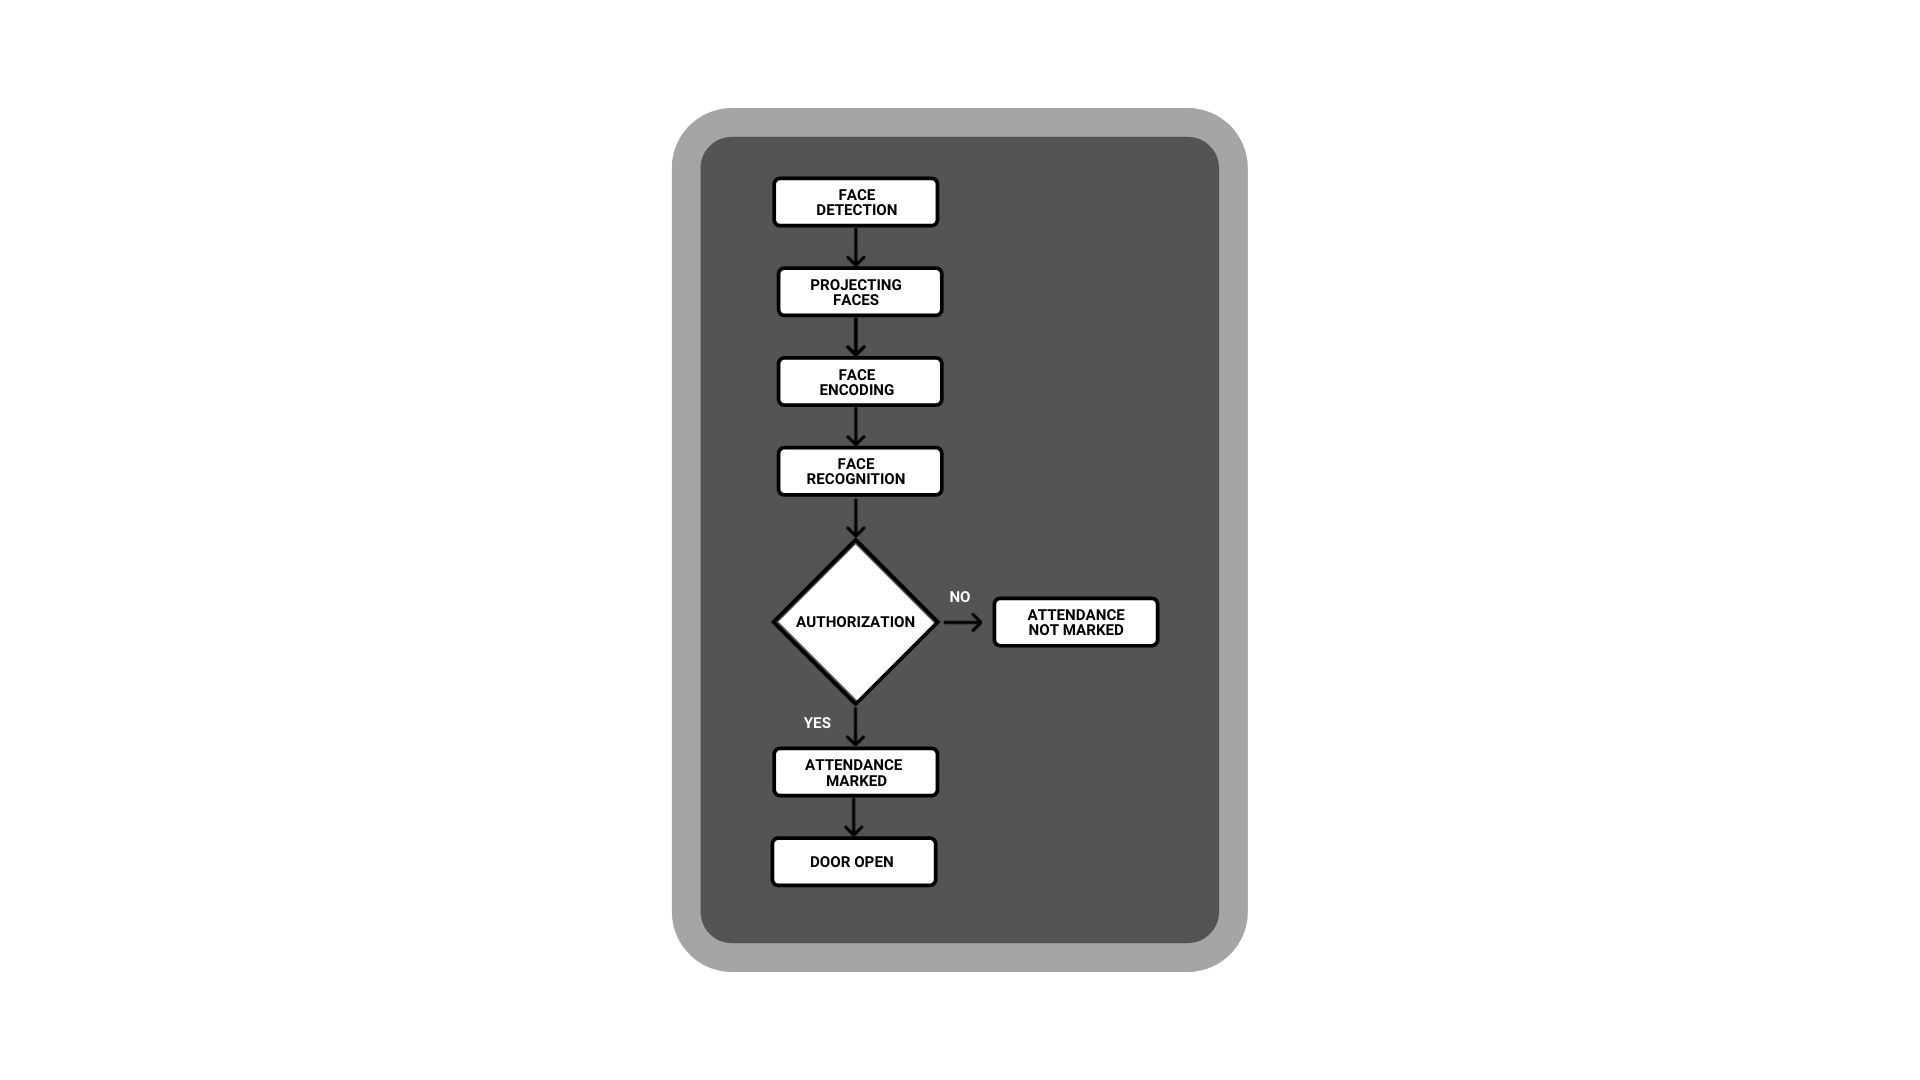 FACE
DETECTION
PROJECTING
FACES
FACE
ENCODING
FACE
RECOGNITION
AUTHORIZATION
NO
ATTENDANCE
NOT MARKED
YES
ATTENDANCE
MARKED
DOOR OPEN